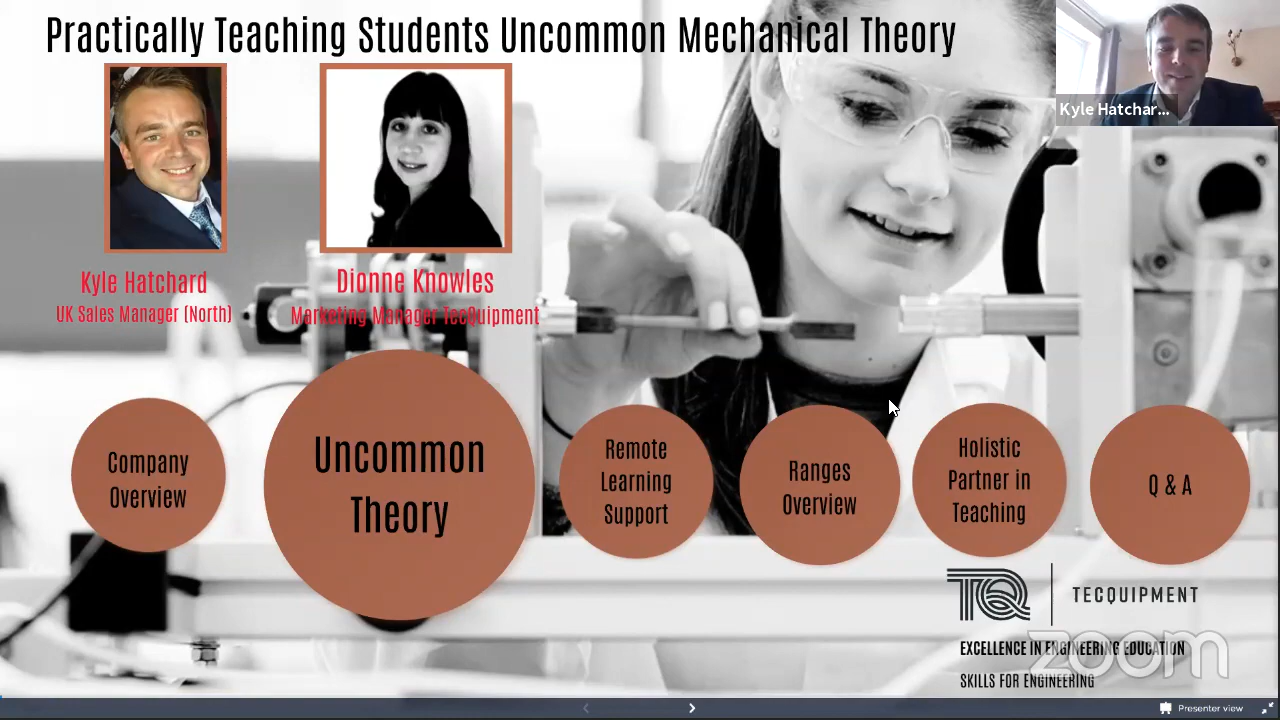 Practically Teaching Students Uncommon Mechanical Theory
Kyle Hatchar...
Kyle Hatchard
UK Sales Manager (North)
Dionne Knowles
Marketing Manager TecQuipment
Company
Overview
Uncommon
Theory
Remote
Learning
Support
Ranges
Overview
Holistic
Partner in
Teaching
Q & A
TQ
TECQUIPMENT
EXCELLENCE IN ENGINEERING EDUCATION
zoom
SKILLS FOR ENGINEERING
Presenter view